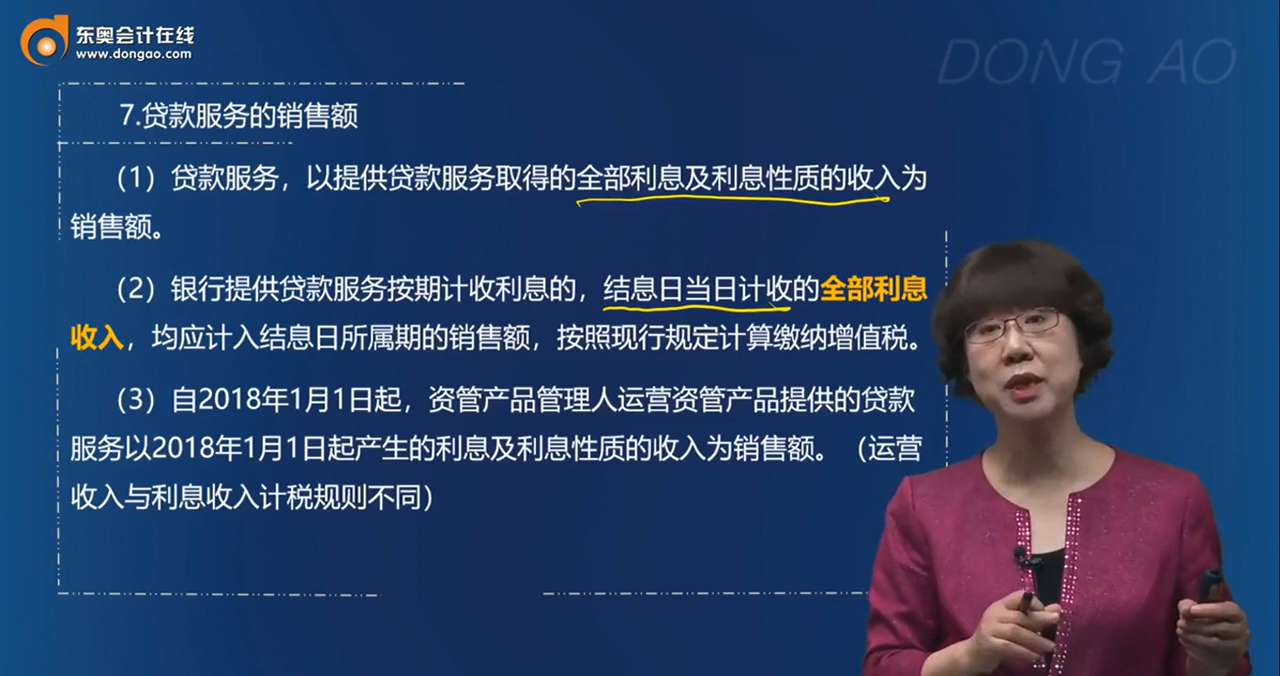 东奥会计在线
www.dongao.com
DONG AO
7.贷款服务的销售额
（1）贷款服务，以提供贷款服务取得的全部利息及利息性质的收入为
销售额。
（2）银行提供贷款服务按期计收利息的，结息日当日计收的全部利息
收入，均应计入结息日所属期的销售额，按照现行规定计算缴纳增值税。
（3）自2018年1月1日起，资管产品管理人运营资管产品提供的贷款
服务以2018年1月1日起产生的利息及利息性质的收入为销售额。（运营
收入与利息收入计税规则不同）